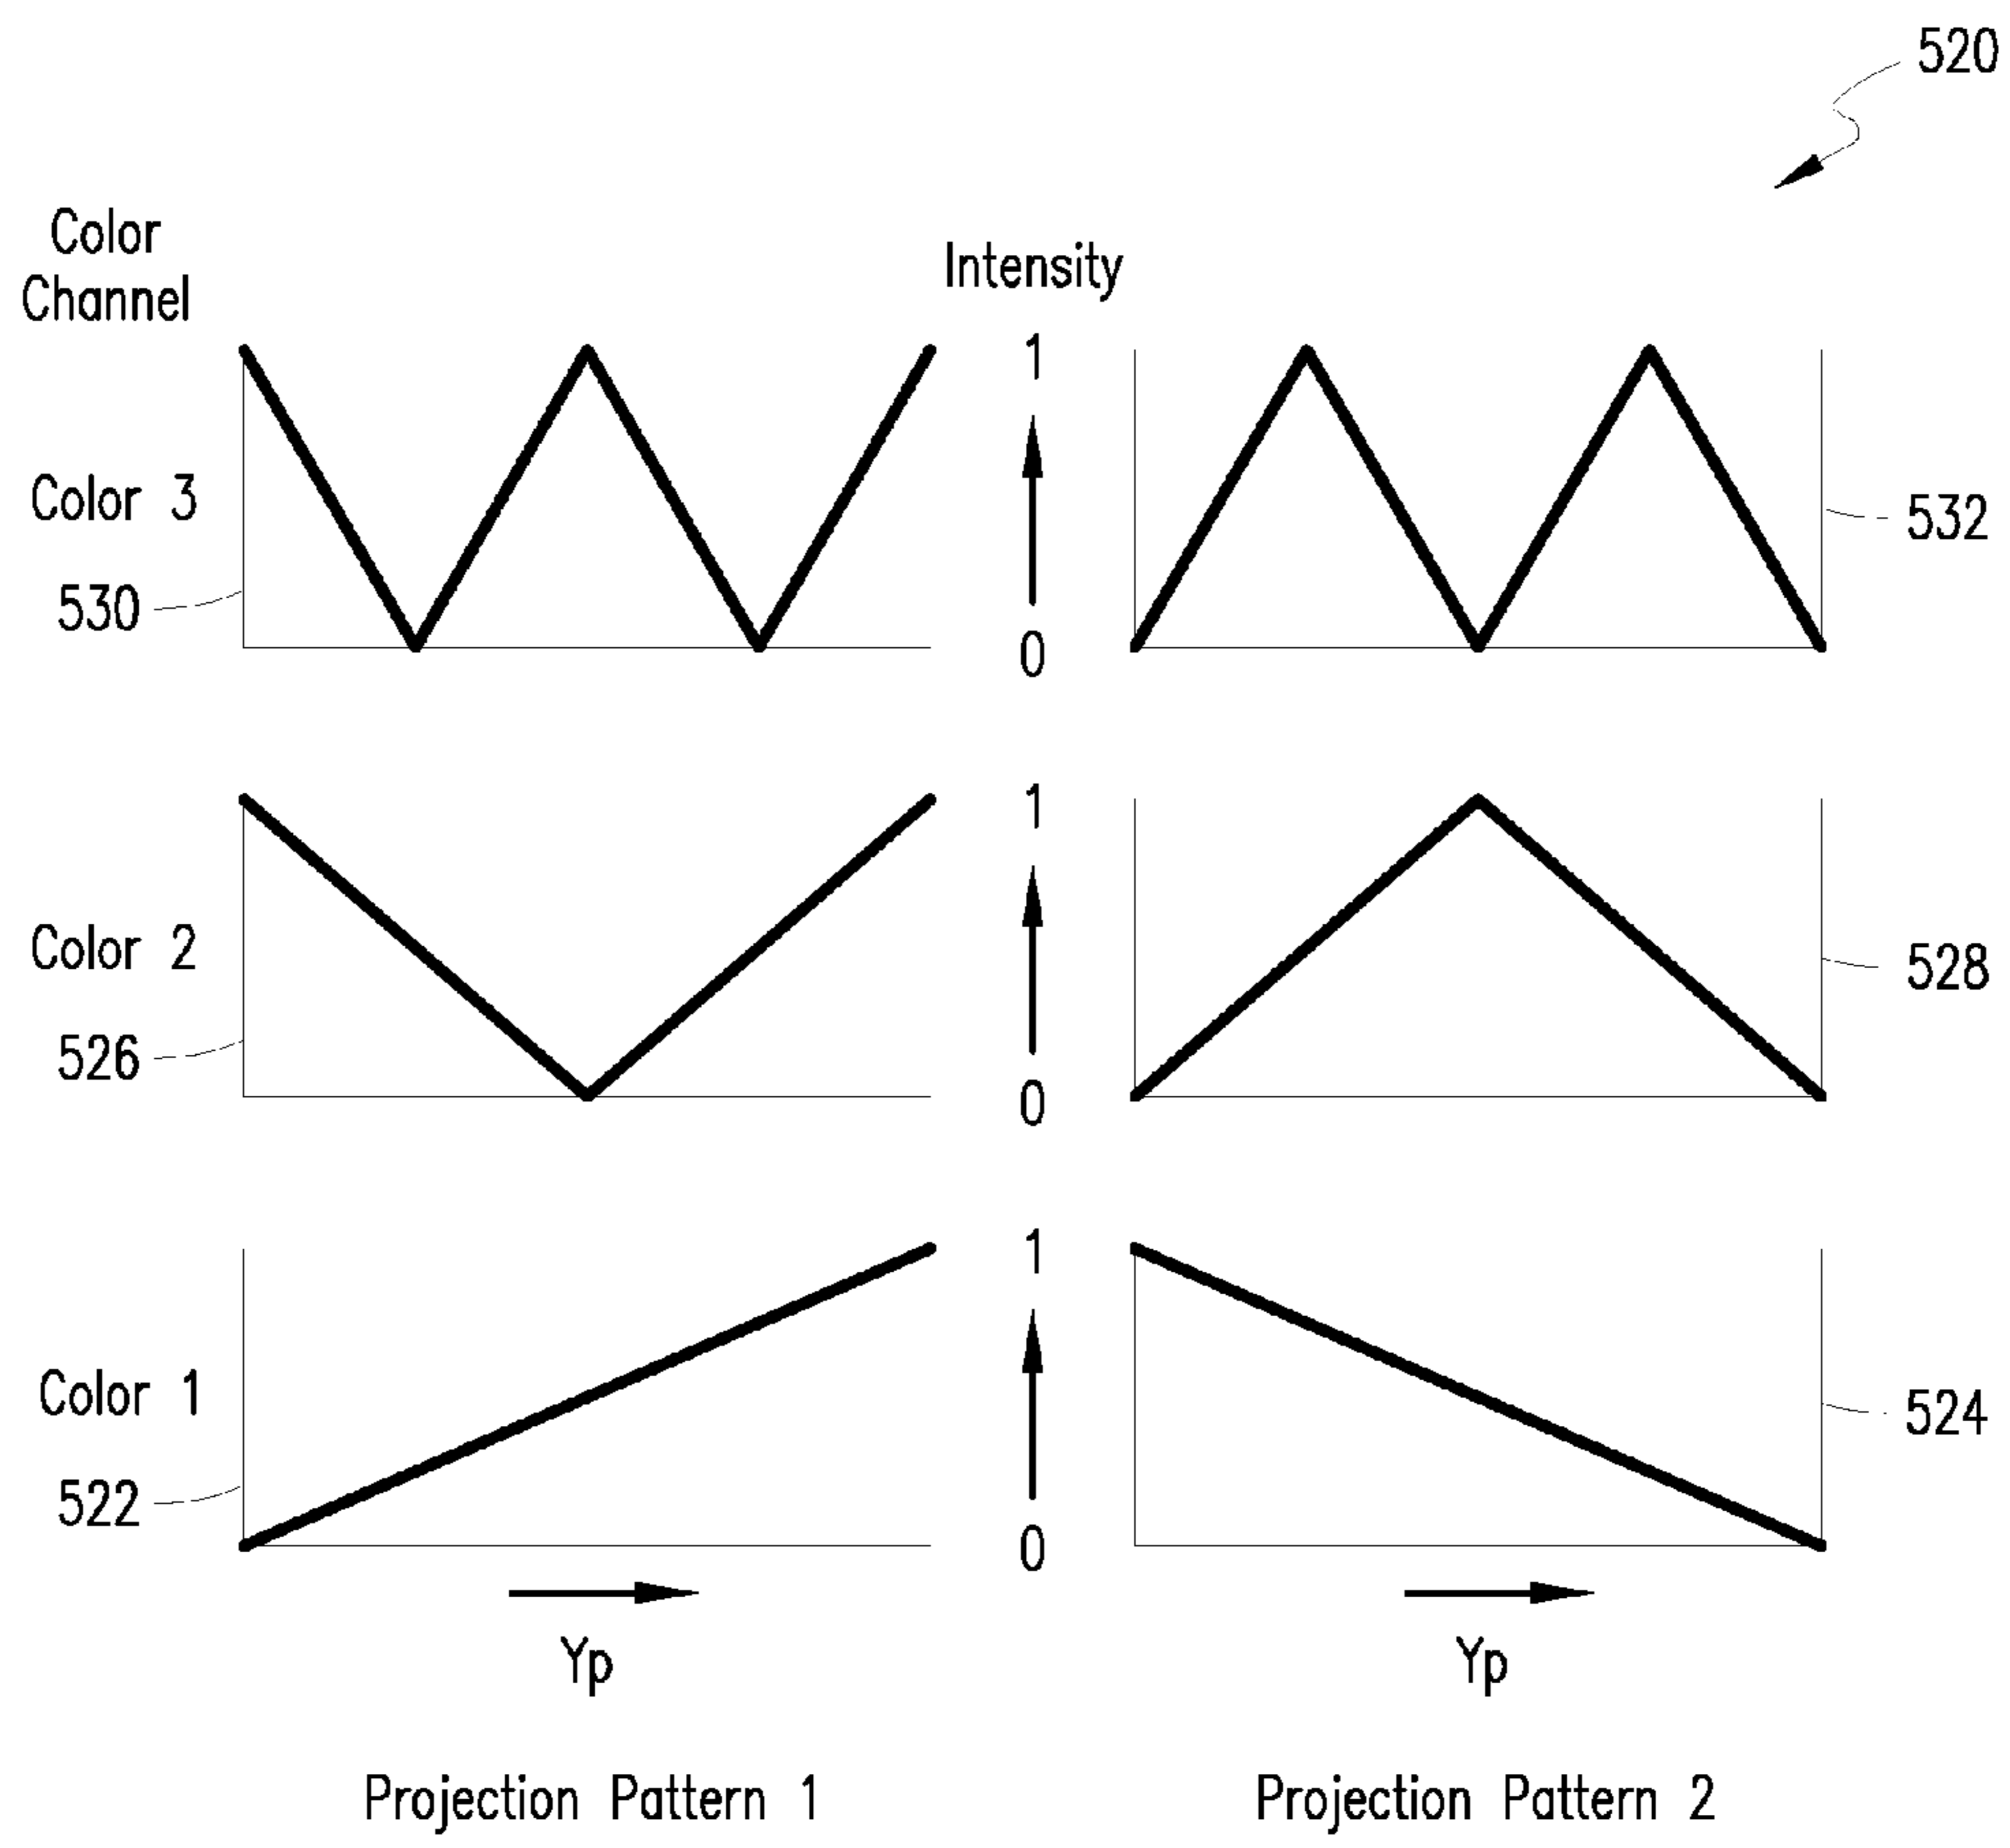 520
Color
Channel
Intensity
1
Color 3
532
530
0
1
Color 2
528
526
0
1
Color 1
524
522
0
Yp
Yp
Projection Pattern 1
Projection Pattern 2